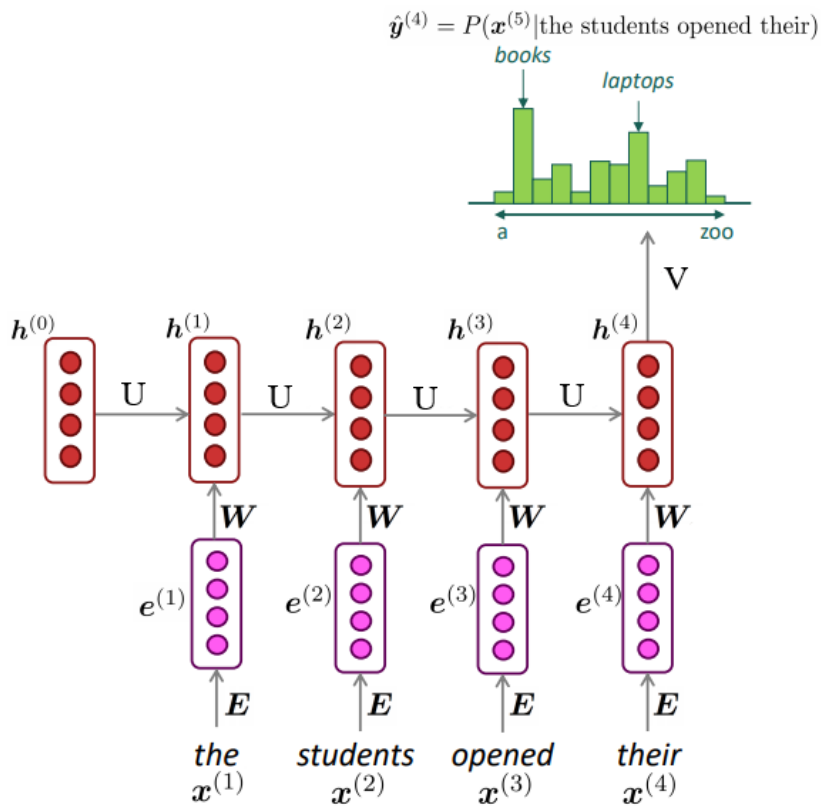 ŷ⁽⁴⁾ = P(x⁽⁵⁾|the students opened their)
books
laptops
a zoo
V
h⁽⁰⁾ h⁽¹⁾ h⁽²⁾ h⁽³⁾ h⁽⁴⁾
U U U U
W W W W
e⁽¹⁾ e⁽²⁾ e⁽³⁾ e⁽⁴⁾
E E E E
the students opened their
x⁽¹⁾ x⁽²⁾ x⁽³⁾ x⁽⁴⁾